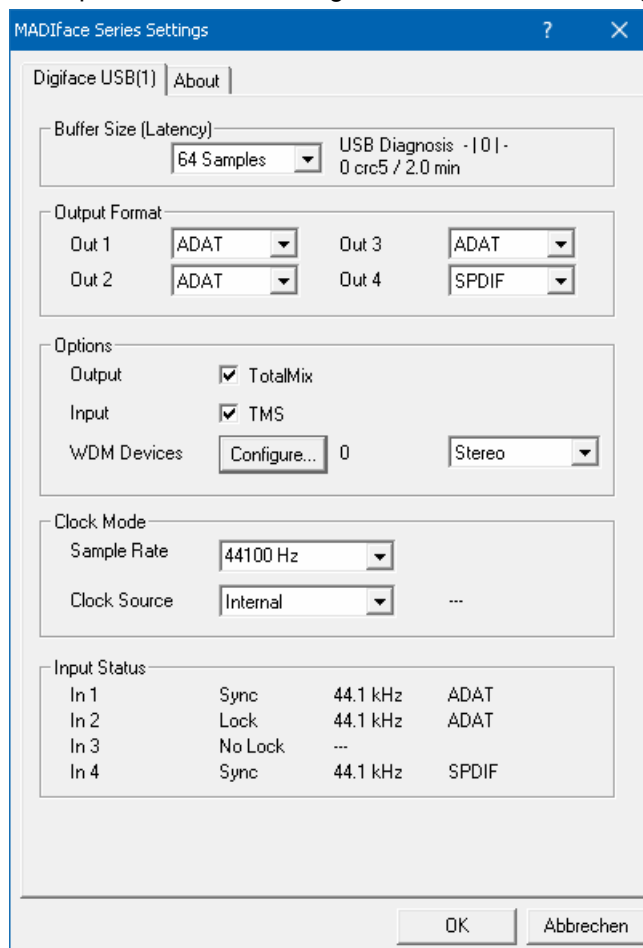 MADIface Series Settings ? ×
Digiface USB(1) About
Buffer Size (Latency)
64 Samples
USB Diagnosis - | 0 | -
0 crc5 / 2.0 min
Output Format
Out 1 ADAT Out 3 ADAT
Out 2 ADAT Out 4 SPDIF
Options
Output TotalMix
Input TMS
WDM Devices Configure... 0 Stereo
Clock Mode
Sample Rate 44100 Hz
Clock Source Internal ---
Input Status
In 1 Sync 44.1 kHz ADAT
In 2 Lock 44.1 kHz ADAT
In 3 No Lock ---
In 4 Sync 44.1 kHz SPDIF
OK Abbrechen